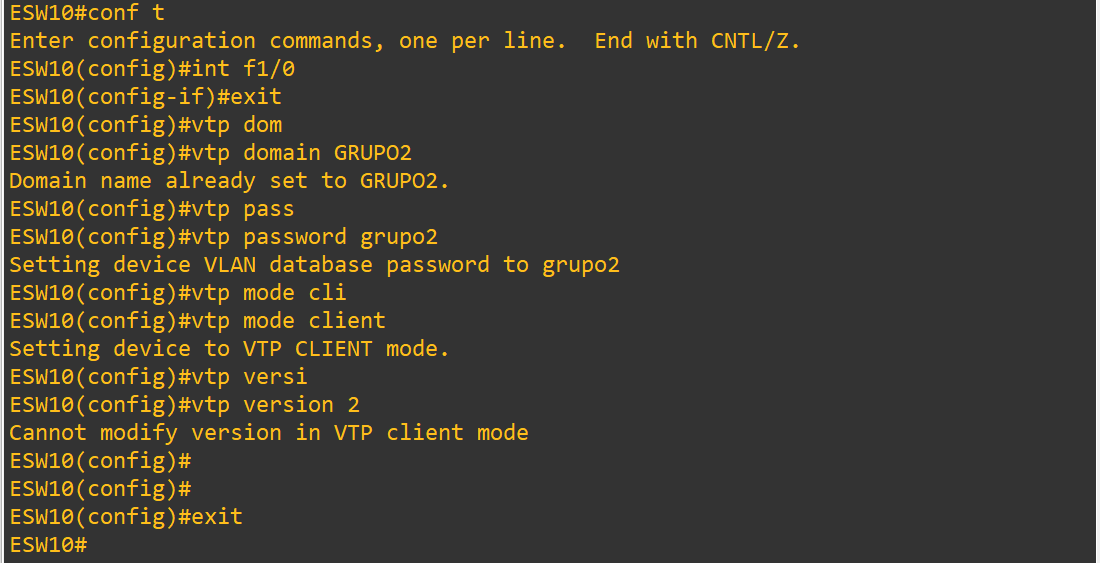 ESW10#conf t
Enter configuration commands, one per line.  End with CNTL/Z.
ESW10(config)#int f1/0
ESW10(config-if)#exit
ESW10(config)#vtp dom
ESW10(config)#vtp domain GRUPO2
Domain name already set to GRUPO2.
ESW10(config)#vtp pass
ESW10(config)#vtp password grupo2
Setting device VLAN database password to grupo2
ESW10(config)#vtp mode cli
ESW10(config)#vtp mode client
Setting device to VTP CLIENT mode.
ESW10(config)#vtp versi
ESW10(config)#vtp version 2
Cannot modify version in VTP client mode
ESW10(config)#
ESW10(config)#
ESW10(config)#exit
ESW10#